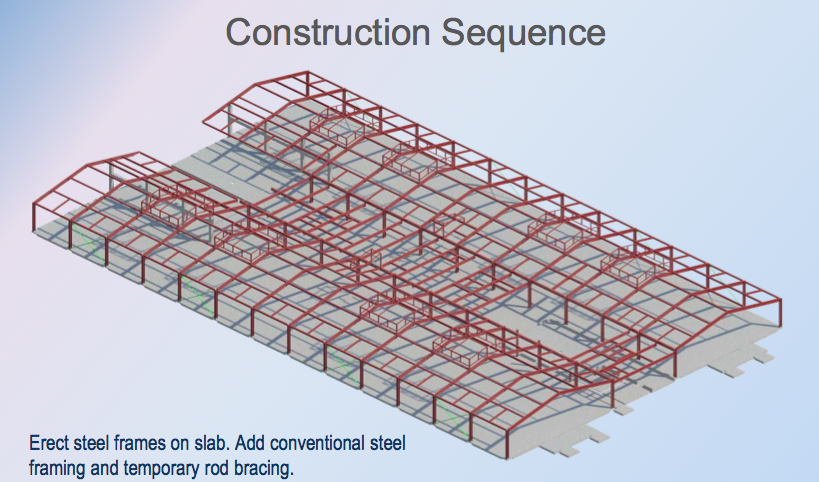 Construction Sequence
Erect steel frames on slab. Add conventional steel
framing and temporary rod bracing.